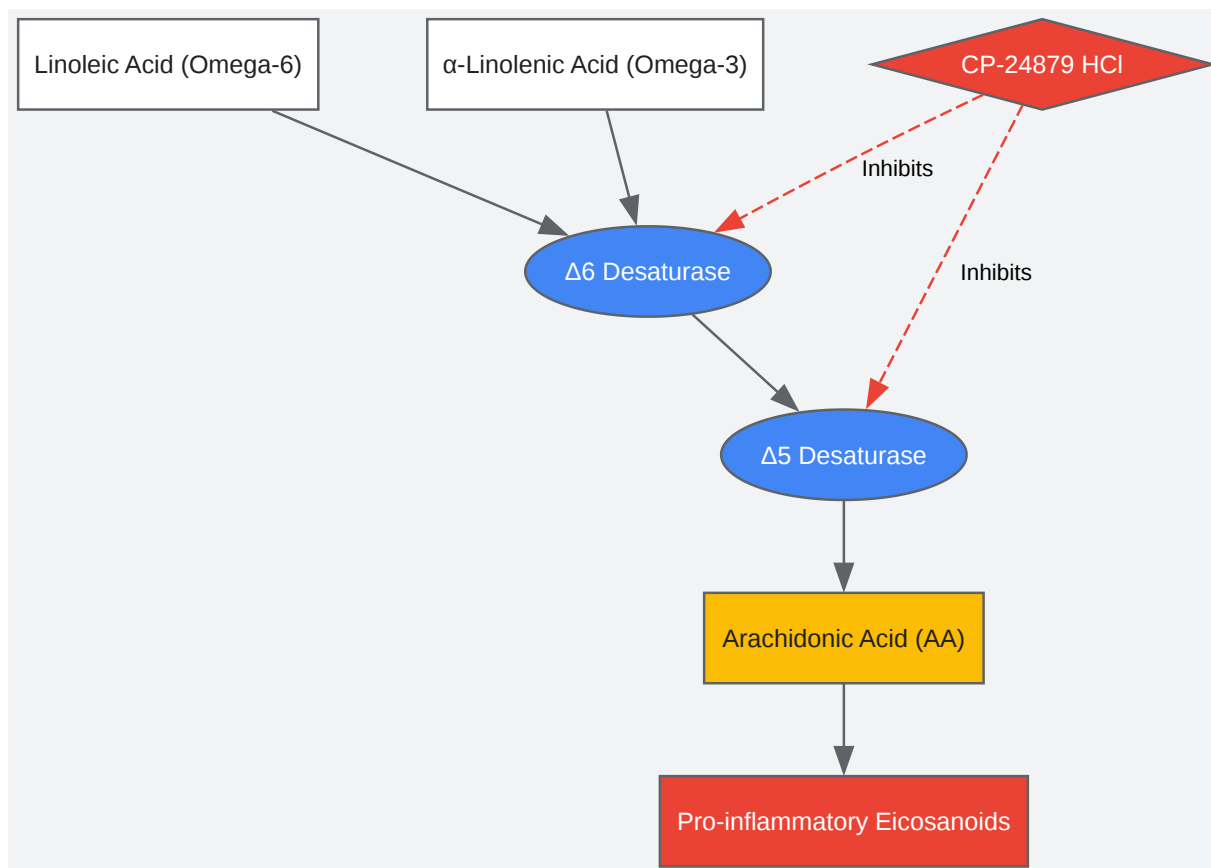 Linoleic Acid (Omega-6)
α-Linolenic Acid (Omega-3)
CP-24879 HCl
Inhibits
Δ6 Desaturase
Inhibits
Δ5 Desaturase
Arachidonic Acid (AA)
Pro-inflammatory Eicosanoids